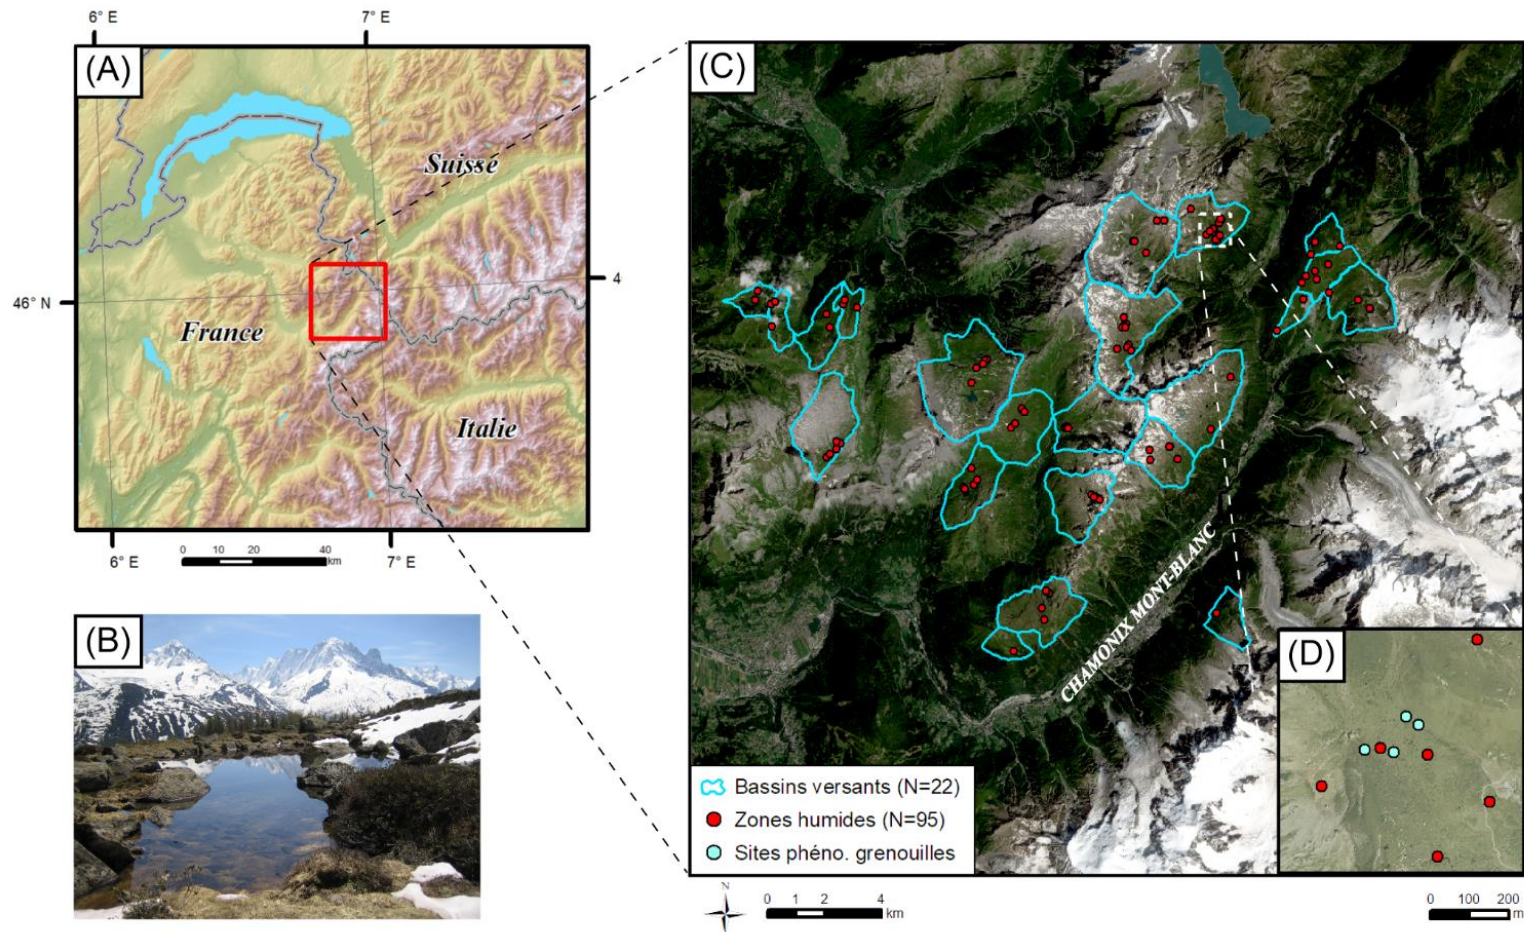 6° E
7° E
(A)
Suisse
46° N
4
France
Italie
6° E
7° E
0 10 20 40
km
(B)
(C)
CHAMONIX MONT-BLANC
Bassins versants (N=22)
Zones humides (N=95)
Sites phéno. grenouilles
(D)
N
0 1 2 4
km
0 100 200
m